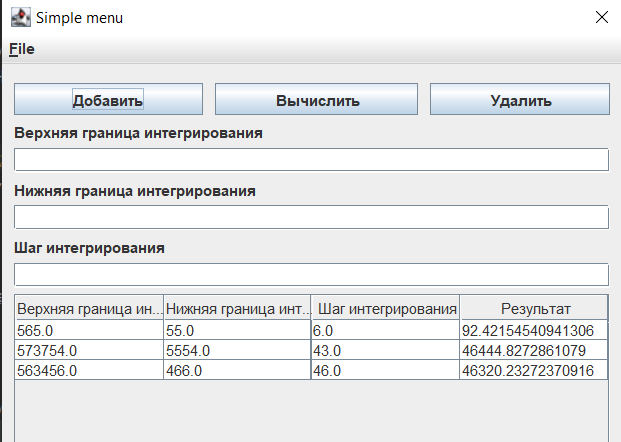 Simple menu
File
Добавить Вычислить Удалить
Верхняя граница интегрирования
Нижняя граница интегрирования
Шаг интегрирования
Верхняя граница ин... Нижняя граница инт... Шаг интегрирования Результат
565.0 55.0 6.0 92.42154540941306
573754.0 5554.0 43.0 46444.8272861079
563456.0 466.0 46.0 46320.23272370916